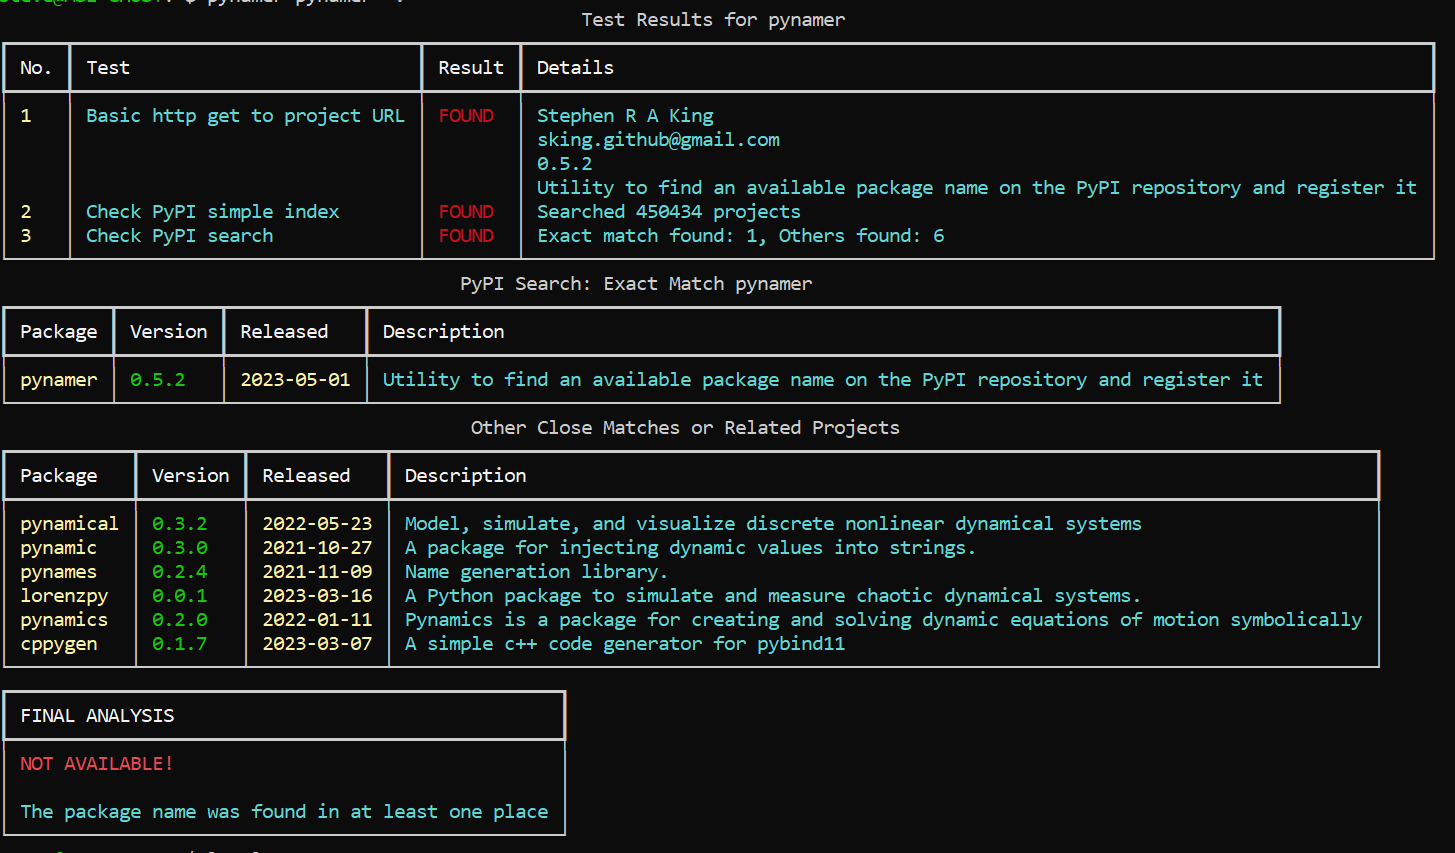 Test Results for pynamer
No. Test Result Details
1 Basic http get to project URL FOUND Stephen R A King
sking.github@gmail.com
0.5.2
Utility to find an available package name on the PyPI repository and register it
2 Check PyPI simple index FOUND Searched 450434 projects
3 Check PyPI search FOUND Exact match found: 1, Others found: 6
PyPI Search: Exact Match pynamer
Package Version Released Description
pynamer 0.5.2 2023-05-01 Utility to find an available package name on the PyPI repository and register it
Other Close Matches or Related Projects
Package Version Released Description
pynamical 0.3.2 2022-05-23 Model, simulate, and visualize discrete nonlinear dynamical systems
pynamic 0.3.0 2021-10-27 A package for injecting dynamic values into strings.
pynames 0.2.4 2021-11-09 Name generation library.
lorenzpy 0.0.1 2023-03-16 A Python package to simulate and measure chaotic dynamical systems.
pynamics 0.2.0 2022-01-11 Pynamics is a package for creating and solving dynamic equations of motion symbolically
cppygen 0.1.7 2023-03-07 A simple c++ code generator for pybind11
FINAL ANALYSIS
NOT AVAILABLE!
The package name was found in at least one place